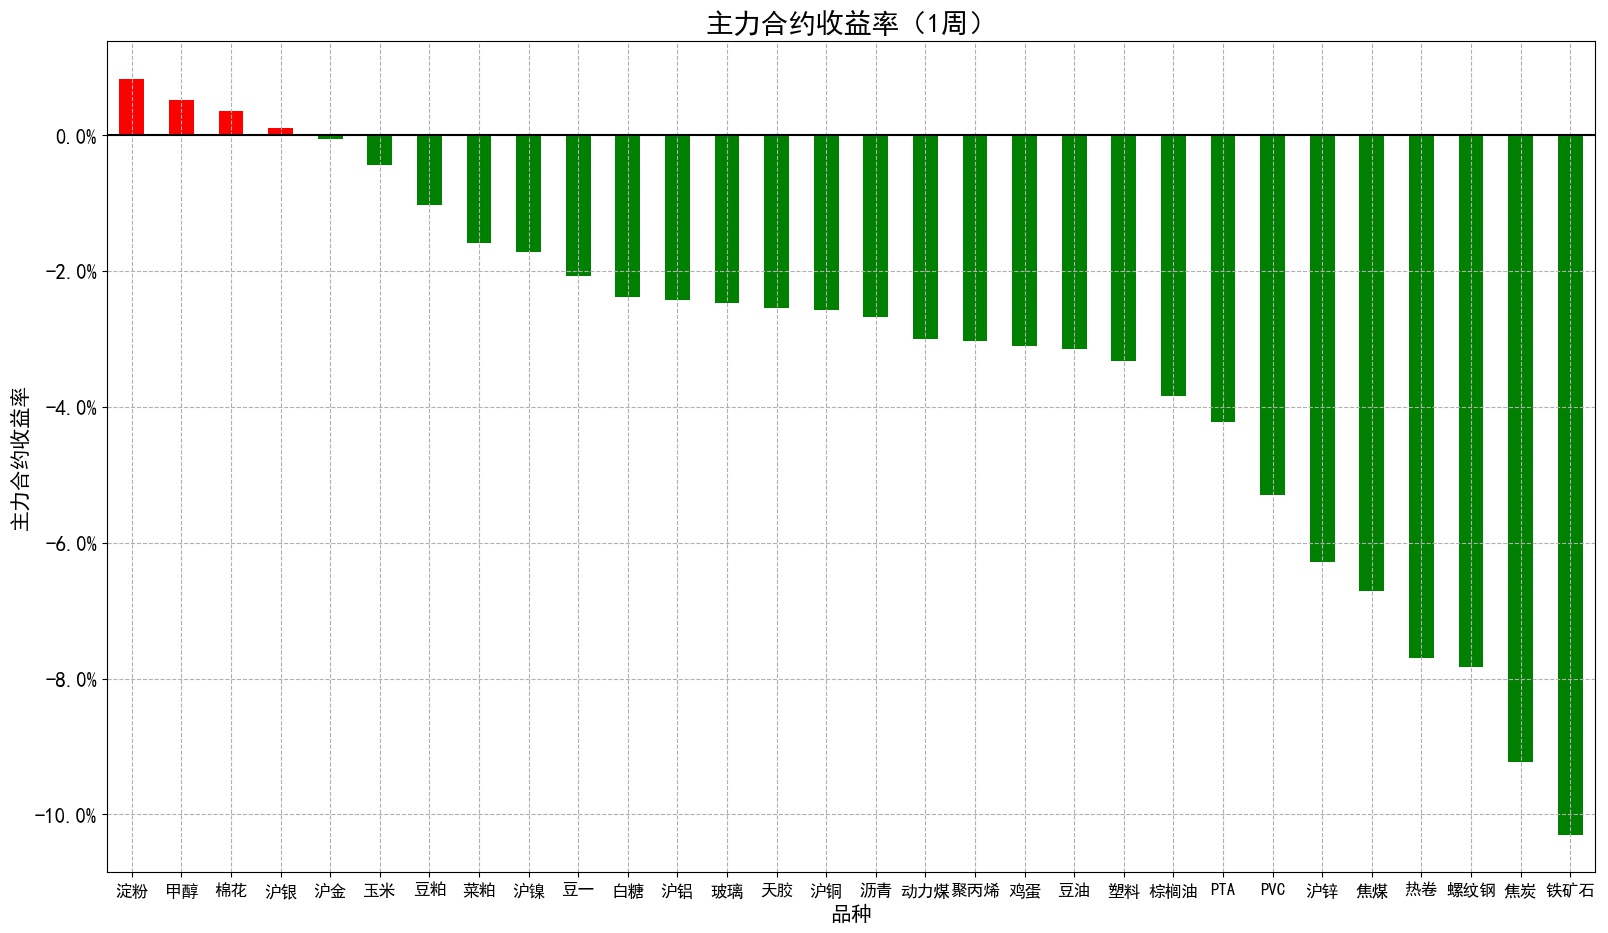 主力合约收益率（1周）
主力合约收益率
0.0%
−2.0%
−4.0%
−6.0%
−8.0%
−10.0%
淀粉 甲醇 棉花 沪银 沪金 玉米 豆粕 菜粕 沪镍 豆一 白糖 沪铝 玻璃 天胶 沪铜 沥青 动力煤 聚丙烯 鸡蛋 豆油 塑料 棕榈油 PTA PVC 沪锌 焦煤 热卷 螺纹钢 焦炭 铁矿石
品种